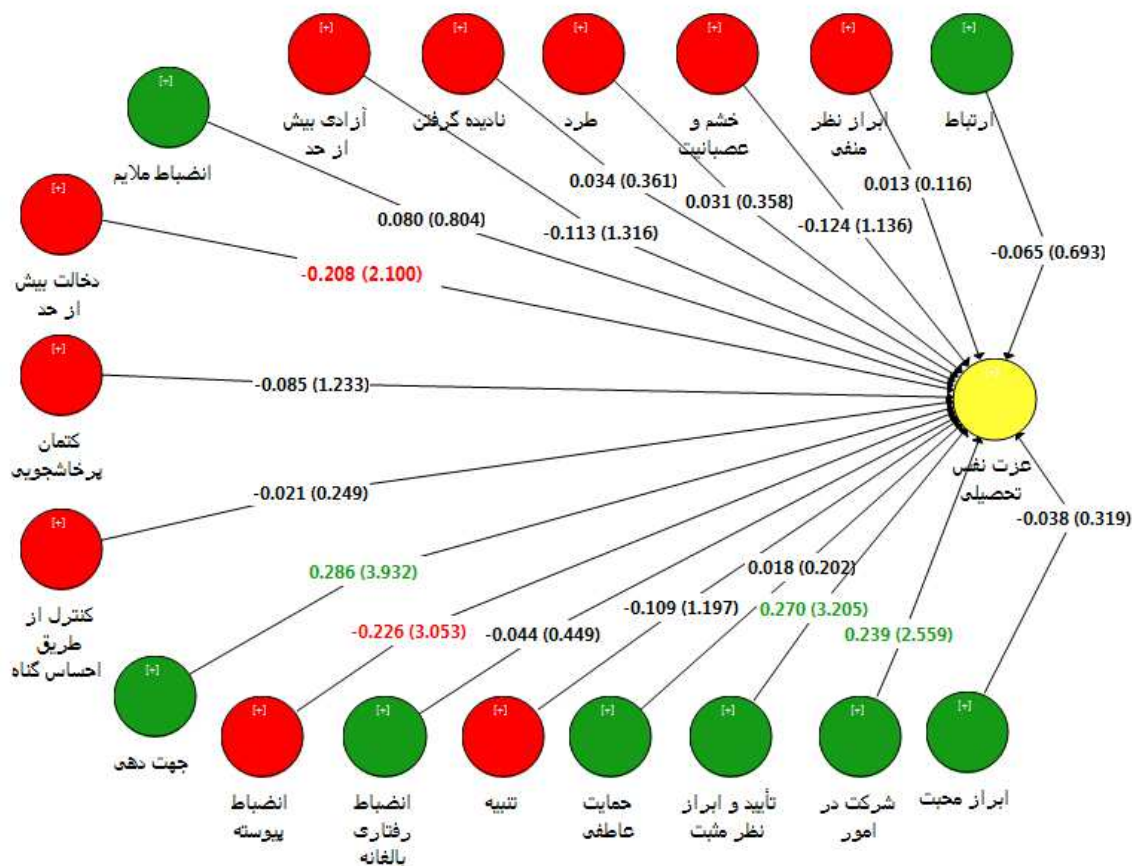 [+]
[+]
[+]
[+]
[+]
[+]
[+]
آزادی بیش
از حد
نادیده گرفتن
طرد
خشم و
عصبانیت
ابراز نظر
منفی
ارتباط
انضباط ملایم
[+]
دخالت بیش
از حد
0.034 (0.361)
0.031 (0.358)
0.013 (0.116)
0.080 (0.804)
-0.113 (1.316)
-0.124 (1.136)
-0.065 (0.693)
-0.208 (2.100)
[+]
کتمان
پرخاشجویی
-0.085 (1.233)
[+]
عزت نفس
تحصیلی
[+]
کنترل از
طریق
احساس گناه
-0.021 (0.249)
-0.038 (0.319)
0.286 (3.932)
0.018 (0.202)
-0.226 (3.053)
-0.044 (0.449)
-0.109 (1.197)
0.270 (3.205)
0.239 (2.559)
[+]
جهت دهی
[+]
انضباط
پیوسته
[+]
انضباط
رفتاری
بالغانه
[+]
تنبیه
[+]
حمایت
عاطفی
[+]
تأیید و ابراز
نظر مثبت
[+]
شرکت در
امور
[+]
ابراز محبت